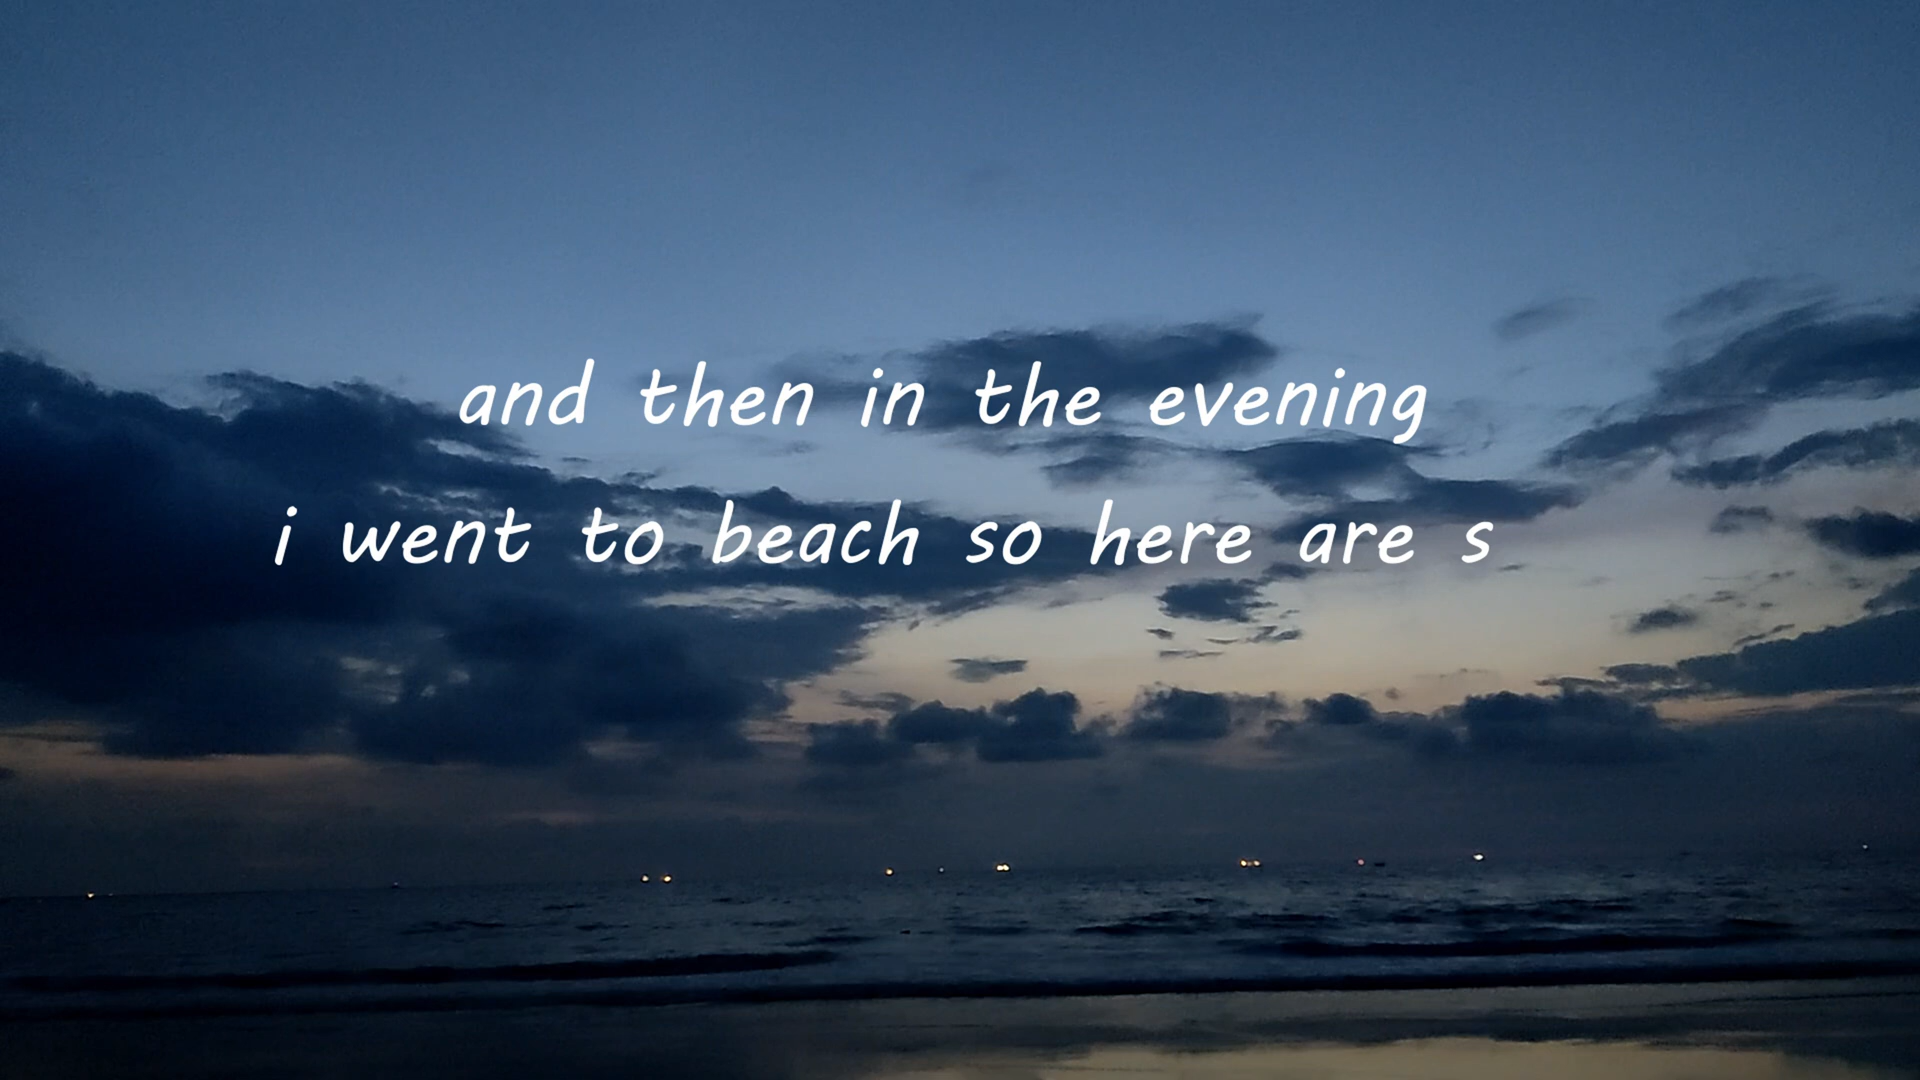 and then in the evening
i went to beach so here are s